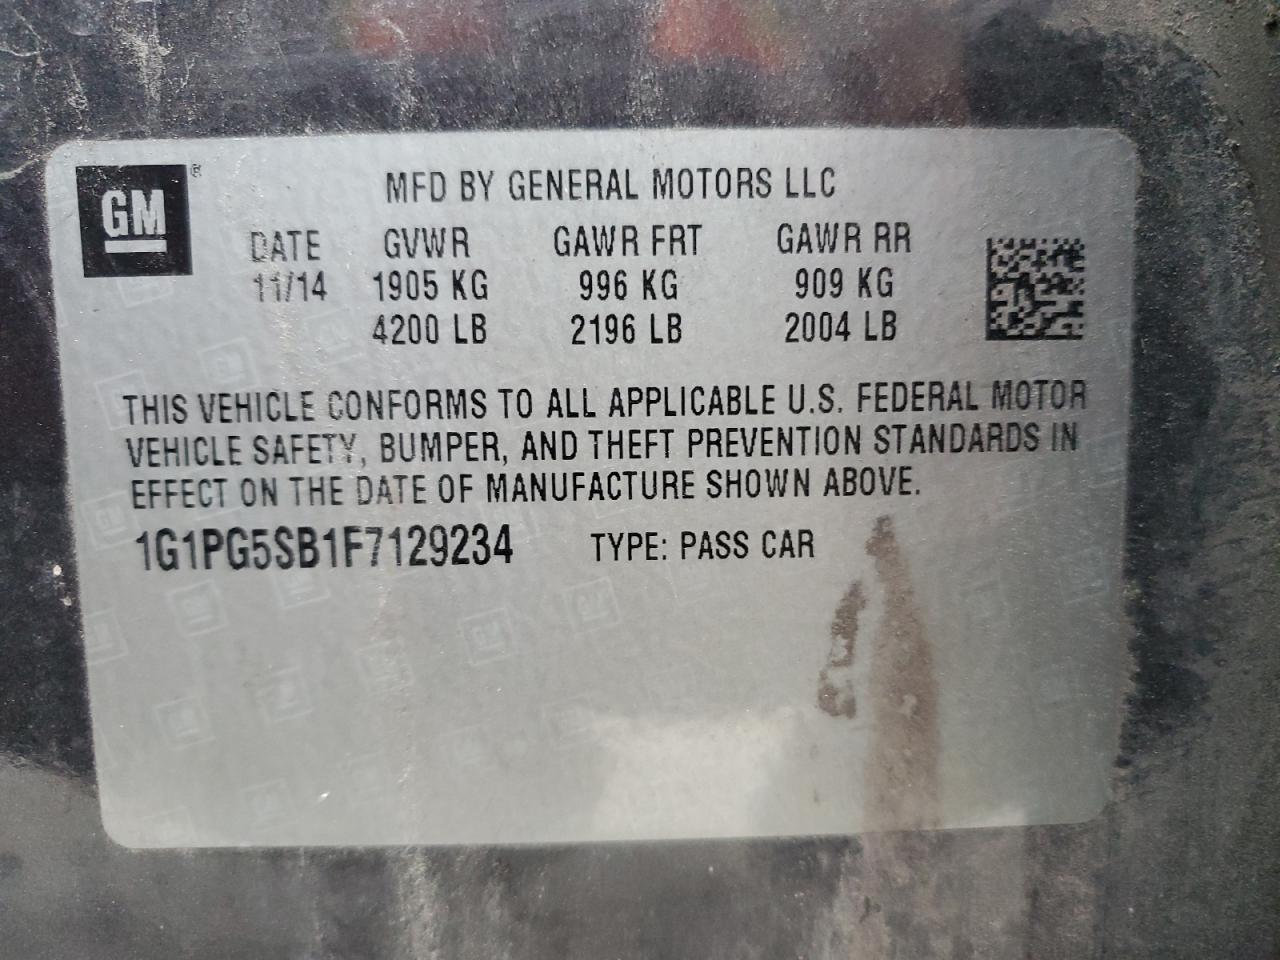 GM ®
MFD BY GENERAL MOTORS LLC
DATE GVWR GAWR FRT GAWR RR
11/14 1905 KG 996 KG 909 KG
4200 LB 2196 LB 2004 LB
THIS VEHICLE CONFORMS TO ALL APPLICABLE U.S. FEDERAL MOTOR
VEHICLE SAFETY, BUMPER, AND THEFT PREVENTION STANDARDS IN
EFFECT ON THE DATE OF MANUFACTURE SHOWN ABOVE.
1G1PG5SB1F7129234 TYPE: PASS CAR